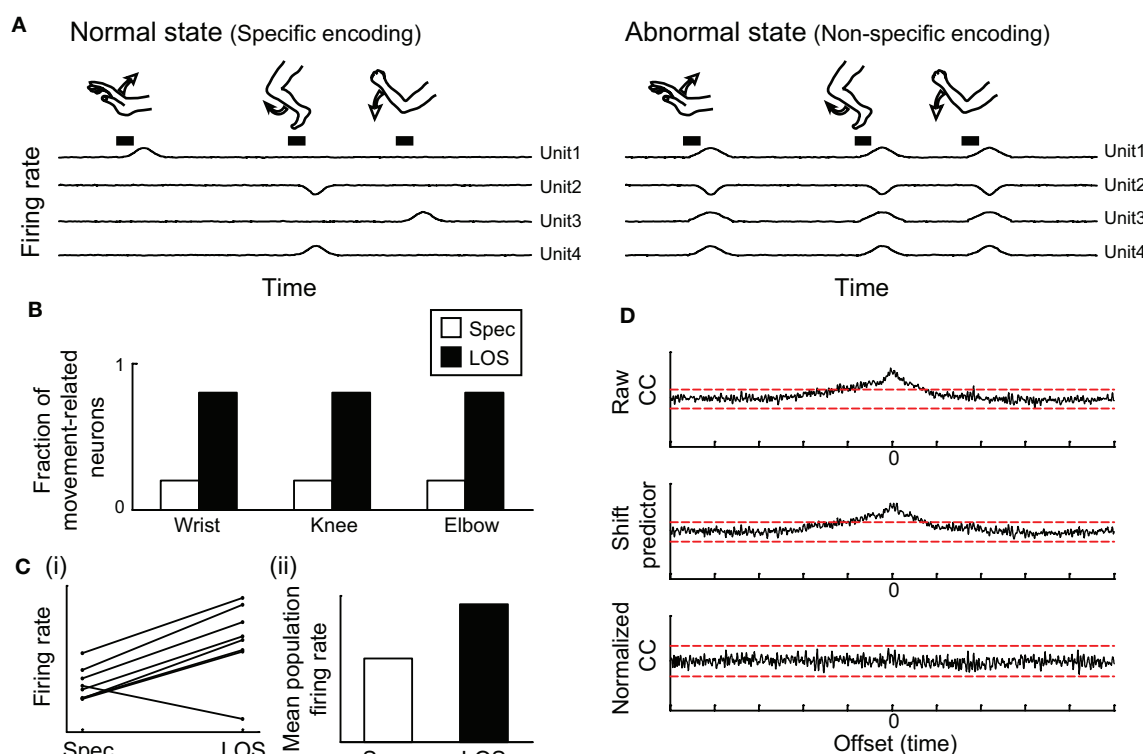 A
Normal state (Specific encoding)
Firing rate
Unit1
Unit2
Unit3
Unit4
Time
Abnormal state (Non-specific encoding)
Unit1
Unit2
Unit3
Unit4
Time
B
Spec
LOS
Fraction of
movement-related
neurons
1
0
Wrist
Knee
Elbow
C (i)
Firing rate
Spec
LOS
(ii)
Mean population
firing rate
LOS
D
Raw
CC
0
Shift
predictor
0
Normalized
CC
0
Offset (time)